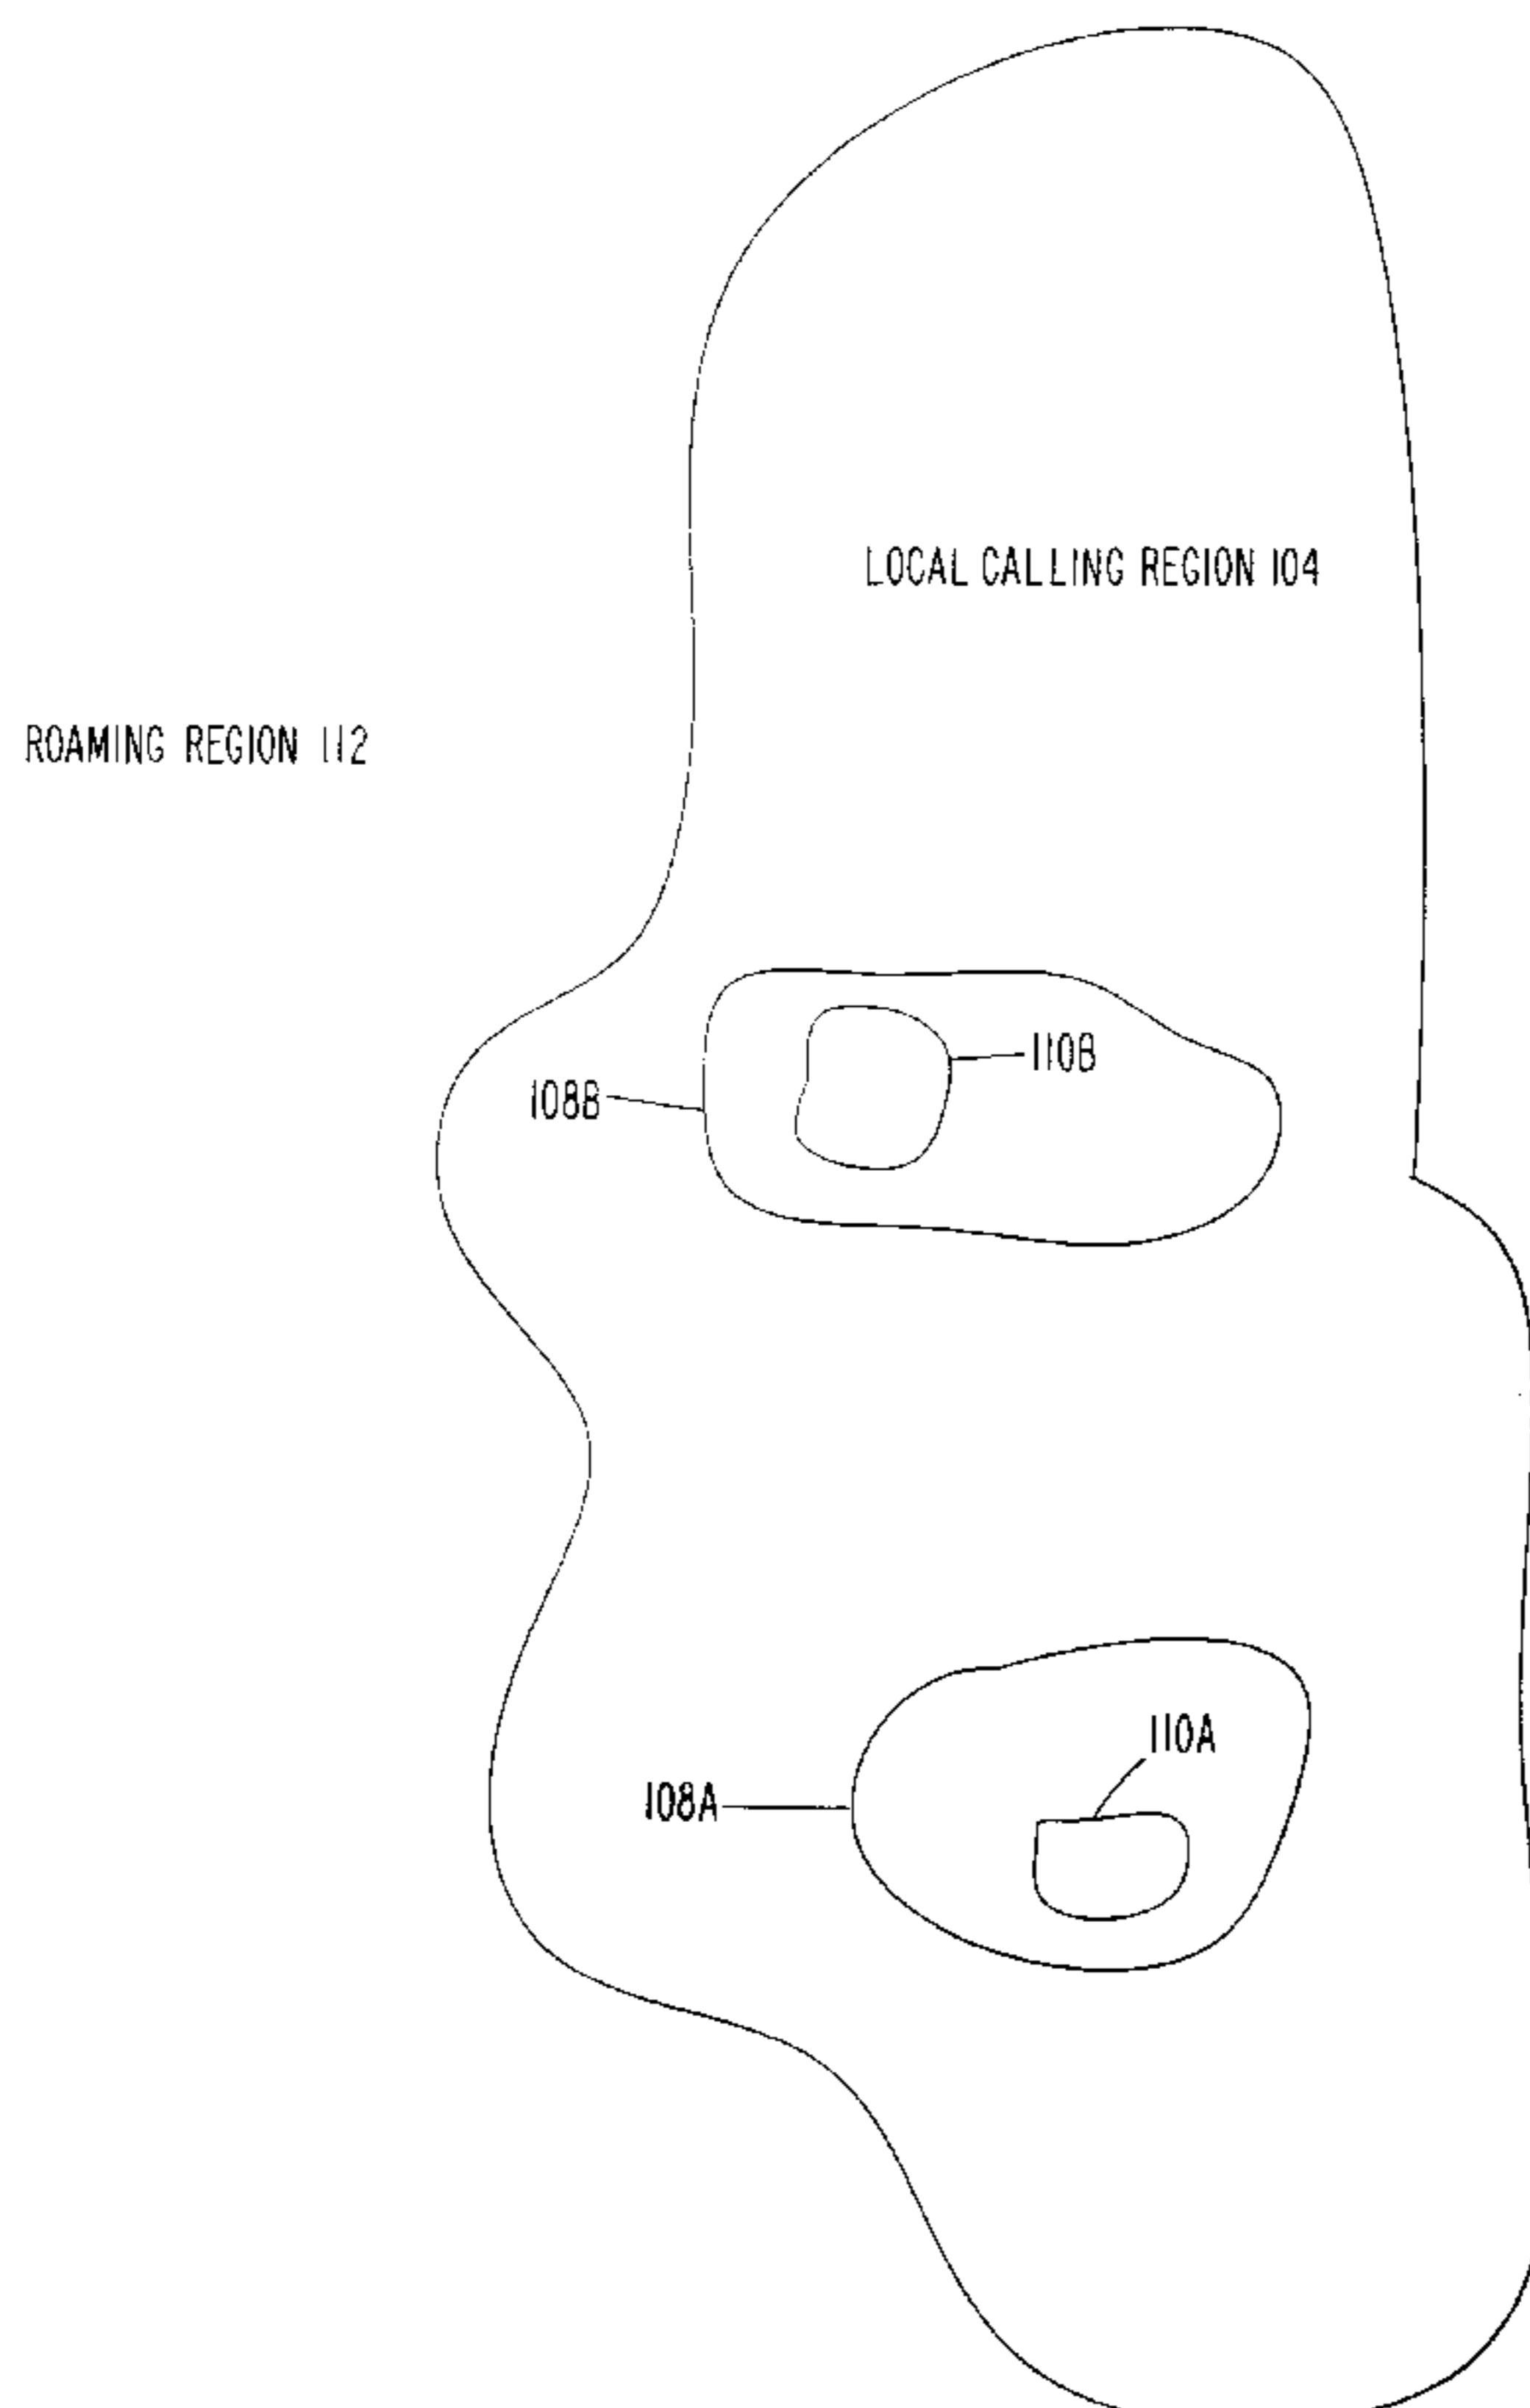 LOCAL CALLING REGION 104
ROAMING REGION 112
110B
108B
110A
108A